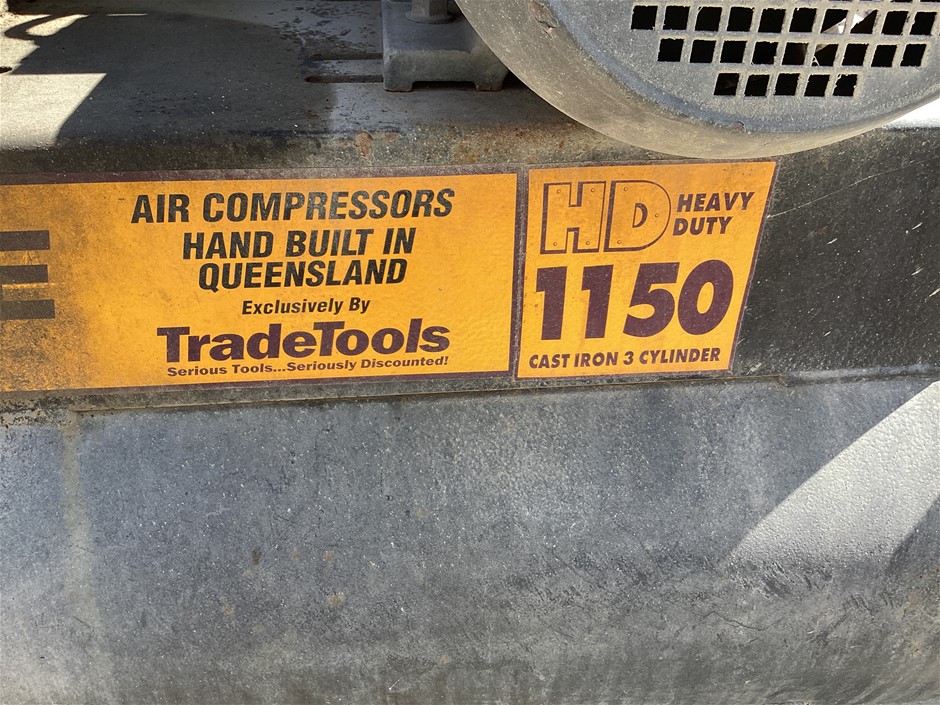 AIR COMPRESSORS
HAND BUILT IN
QUEENSLAND
Exclusively By
TradeTools
Serious Tools...Seriously Discounted!
HD HEAVY
DUTY
1150
CAST IRON 3 CYLINDER